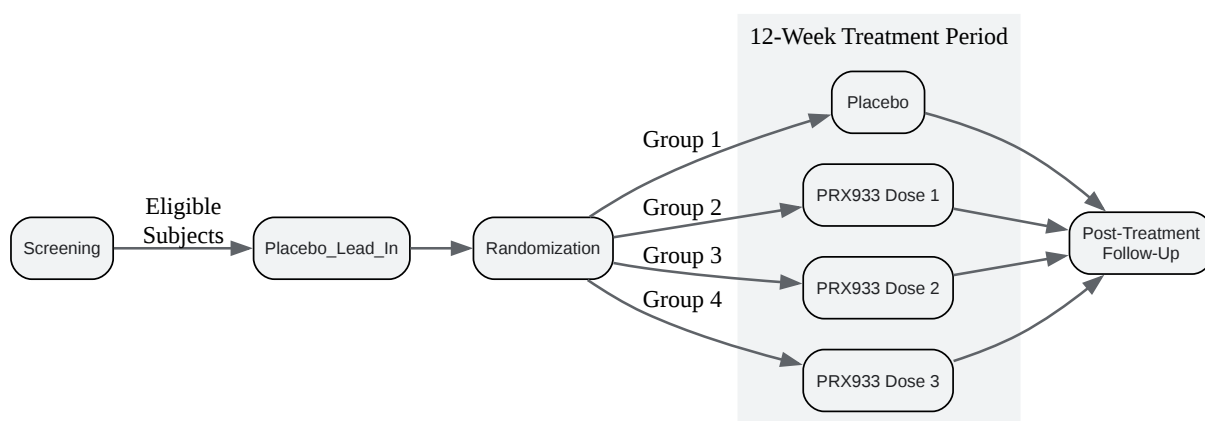 12-Week Treatment Period
Placebo
Group 1
Group 2
PRX933 Dose 1
Eligible
Subjects
Screening
Placebo_Lead_In
Randomization
Group 3
PRX933 Dose 2
Group 4
PRX933 Dose 3
Post-Treatment
Follow-Up